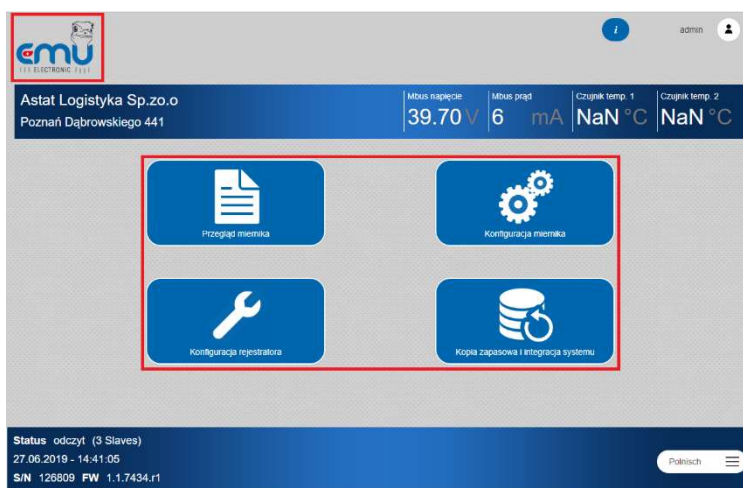 emu
ELECTRONIC
i
admin
Astat Logistyka Sp.zo.o
Poznań Dąbrowskiego 441
Mbus napięcie
39.70 V
Mbus prąd
6 mA
Czujnik temp. 1
NaN °C
Czujnik temp. 2
NaN °C
Przegląd miernika
Konfiguracja miernika
Konfiguracja rejestratora
Kopia zapasowa i integracja systemu
Status odczyt (3 Slaves)
27.06.2019 - 14:41:05
S/N 126809 FW 1.1.7434.r1
Polnisch